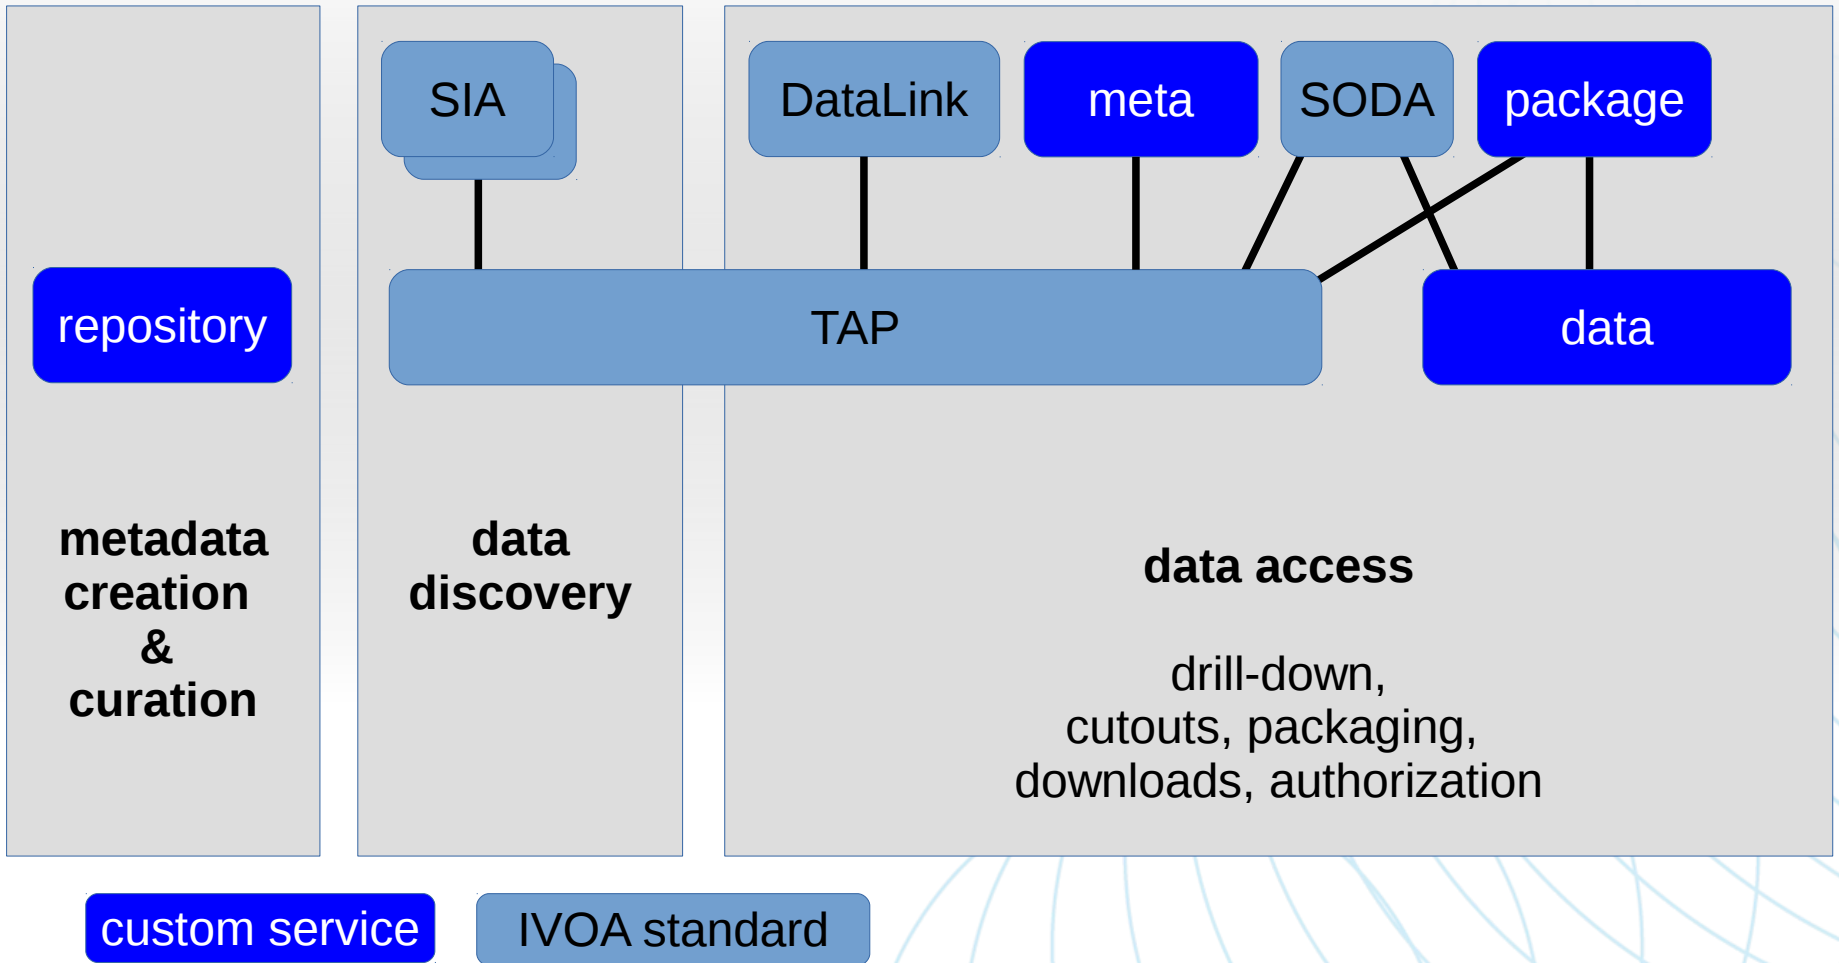 SIA
DataLink
meta
SODA
package
repository
TAP
data
metadata
creation
&
curation
data
discovery
data access
drill-down,
cutouts, packaging,
downloads, authorization
custom service
IVOA standard